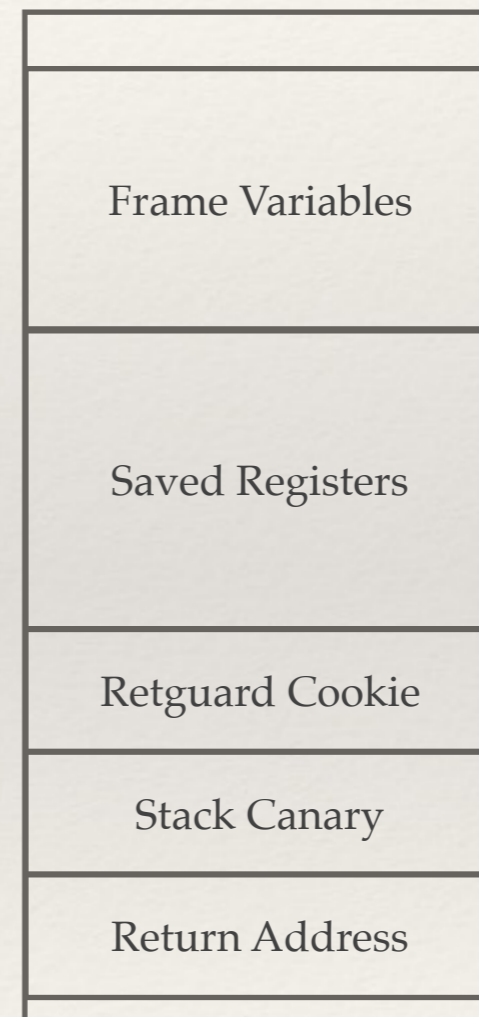 Frame Variables
Saved Registers
Retguard Cookie
Stack Canary
Return Address